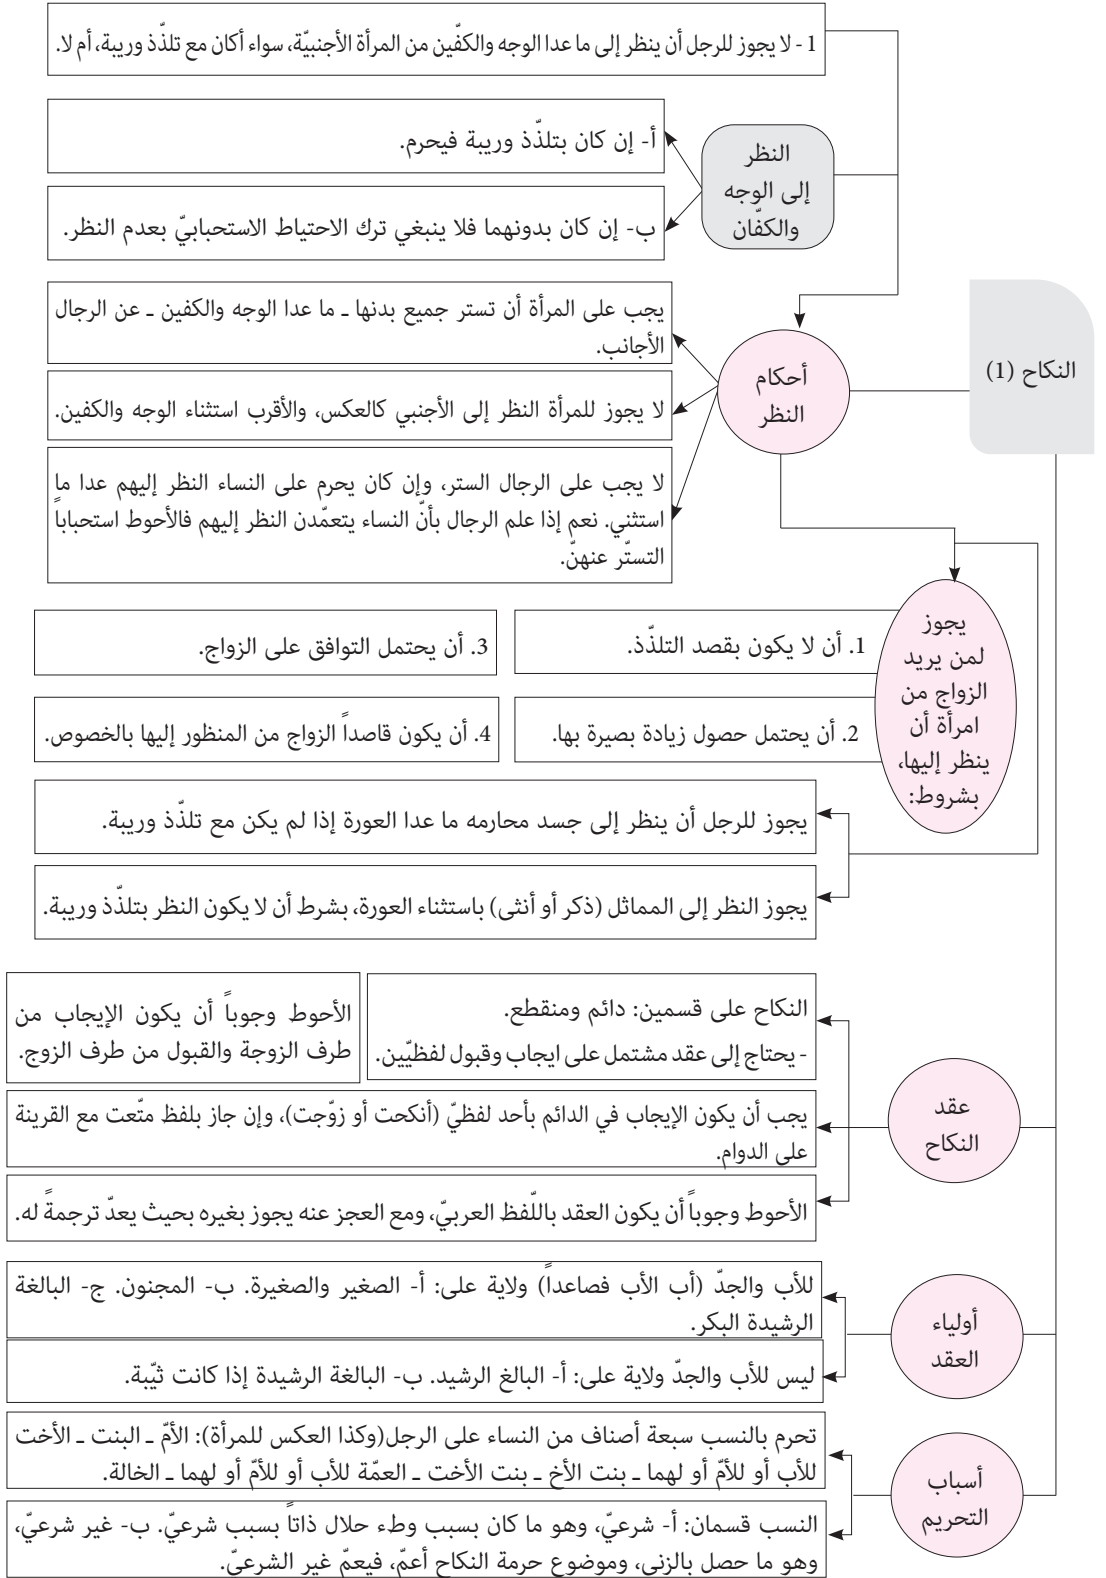 1- لا يجوز للرجل أن ينظر إلى ما عدا الوجه والكفّين من المرأة الأجنبيّة، سواء أكان مع تلذّذ وريبة، أم لا.
النظر
إلى الوجه
والكفّان
أ- إن كان بتلذّذ وريبة فيحرم.
ب- إن كان بدونهما فلا ينبغي ترك الاحتياط الاستحبابيّ بعدم النظر.
النكاح (1)
أحكام
النظر
يجب على المرأة أن تستر جميع بدنها ـ ما عدا الوجه والكفين ـ عن الرجال
الأجانب.
لا يجوز للمرأة النظر إلى الأجنبي كالعكس، والأقرب استثناء الوجه والكفين.
لا يجب على الرجال الستر، وإن كان يحرم على النساء النظر إليهم عدا ما
استثني. نعم إذا علم الرجال بأنّ النساء يتعمّدن النظر إليهم فالأحوط استحباباً
التستّر عنهنّ.
يجوز
لمن يريد
الزواج من
امرأة أن
ينظر إليها،
بشروط:
1. أن لا يكون بقصد التلذّذ.
2. أن يحتمل حصول زيادة بصيرة بها.
3. أن يحتمل التوافق على الزواج.
4. أن يكون قاصداً الزواج من المنظور إليها بالخصوص.
يجوز للرجل أن ينظر إلى جسد محارمه ما عدا العورة إذا لم يكن مع تلذّذ وريبة.
يجوز النظر إلى المماثل (ذكر أو أنثى) باستثناء العورة، بشرط أن لا يكون النظر بتلذّذ وريبة.
عقد
النكاح
النكاح على قسمين: دائم ومنقطع.
- يحتاج إلى عقد مشتمل على ايجاب وقبول لفظيّين.
الأحوط وجوباً أن يكون الإيجاب من
طرف الزوجة والقبول من طرف الزوج.
يجب أن يكون الإيجاب في الدائم بأحد لفظيّ (أنكحت أو زوّجت)، وإن جاز بلفظ متّعت مع القرينة
على الدوام.
الأحوط وجوباً أن يكون العقد باللّفظ العربيّ، ومع العجز عنه يجوز بغيره بحيث يعدّ ترجمةً له.
أولياء
العقد
للأب والجدّ (أب الأب فصاعداً) ولاية على: أ- الصغير والصغيرة. ب- المجنون. ج- البالغة
الرشيدة البكر.
ليس للأب والجدّ ولاية على: أ- البالغ الرشيد. ب- البالغة الرشيدة إذا كانت ثيّبة.
أسباب
التحريم
تحرم بالنسب سبعة أصناف من النساء على الرجل(وكذا العكس للمرأة): الأمّ ـ البنت ـ الأخت
للأب أو للأمّ أو لهما ـ بنت الأخ ـ بنت الأخت ـ العمّة للأب أو للأمّ أو لهما ـ الخالة.
النسب قسمان: أ- شرعيّ، وهو ما كان بسبب وطء حلال ذاتاً بسبب شرعيّ. ب- غير شرعيّ،
وهو ما حصل بالزنى، وموضوع حرمة النكاح أعمّ، فيعمّ غير الشرعيّ.